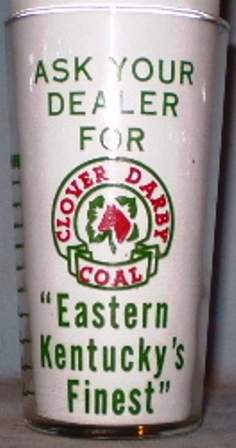 ASK YOUR
DEALER
FOR
CLOVER DARBY
COAL
"Eastern
Kentucky's
Finest"